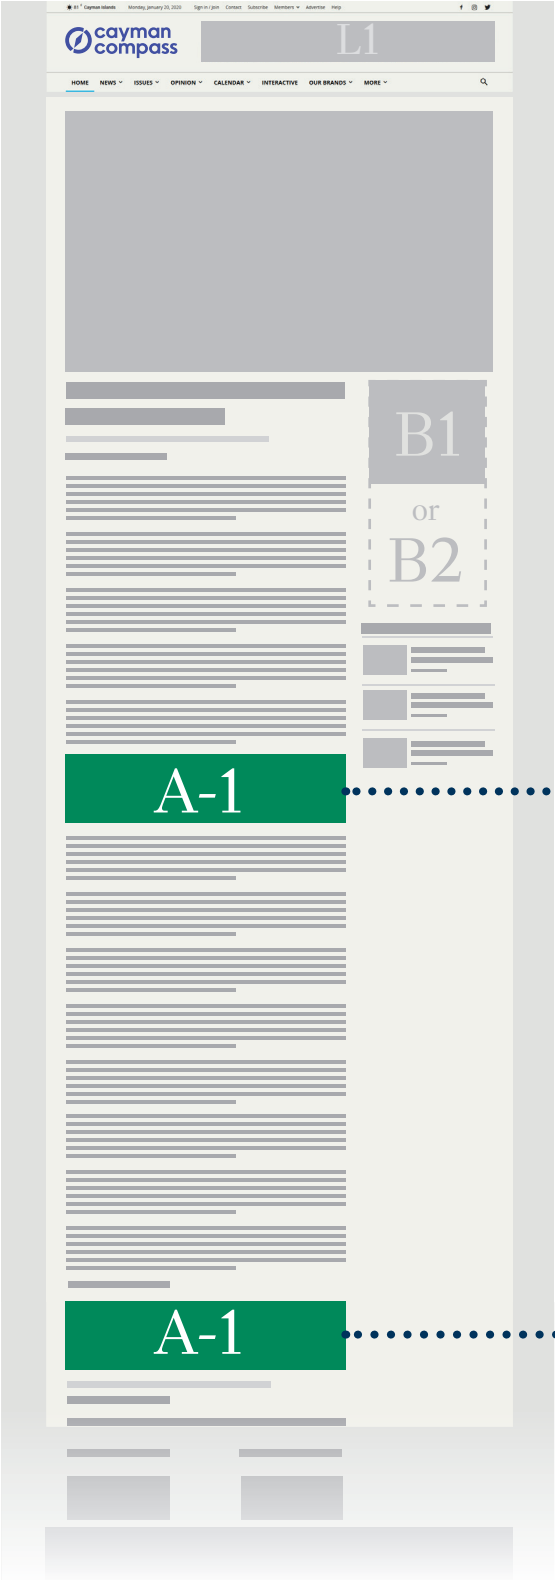 81° Cayman Islands Monday, January 20, 2020 Sign in / Join Contact Subscribe Members Advertise Help
cayman
compass
L1
HOME NEWS ISSUES OPINION CALENDAR INTERACTIVE OUR BRANDS MORE
B1
or
B2
A-1
A-1